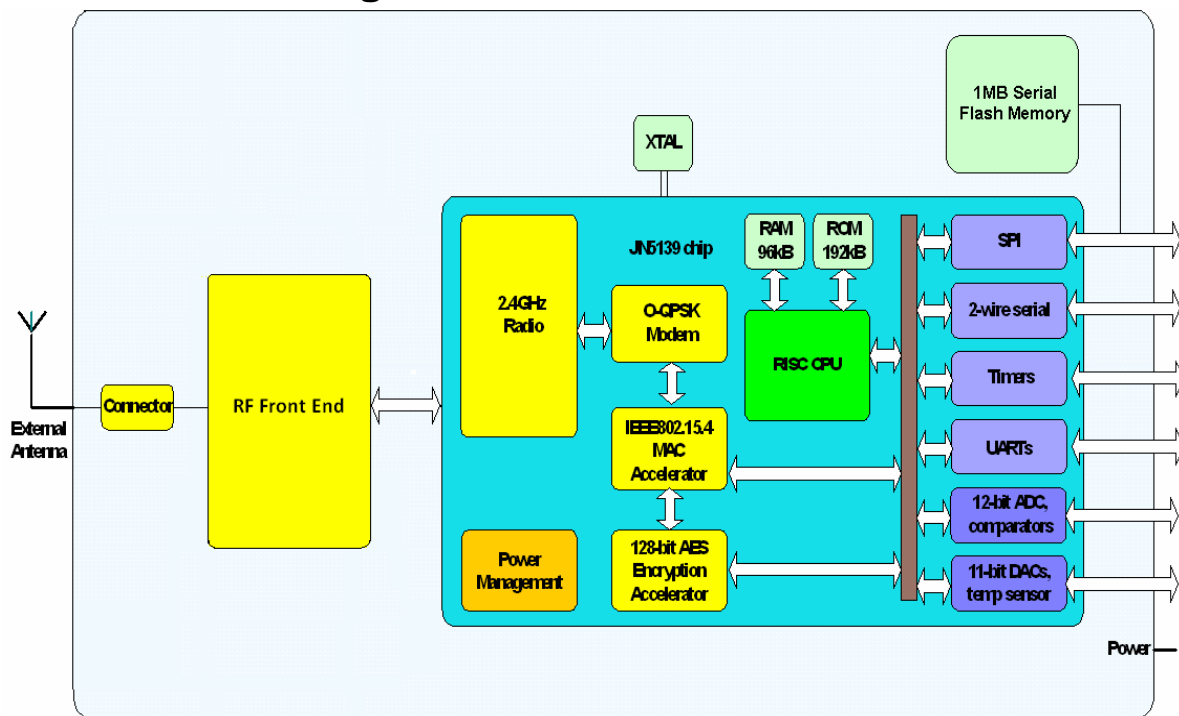 1MB Serial
Flash Memory
XTAL
RAM
96kB
ROM
192kB
JN5139 chip
SPI
2.4GHz
Radio
O-QPSK
Modem
2-wire serial
RISC CPU
Timers
Connector
RF Front End
External
Antenna
IEEE802.15.4
MAC
Accelerator
UARTs
12-bit ADC,
comparators
Power
Management
128-bit AES
Encryption
Accelerator
11-bit DACs,
temp sensor
Power